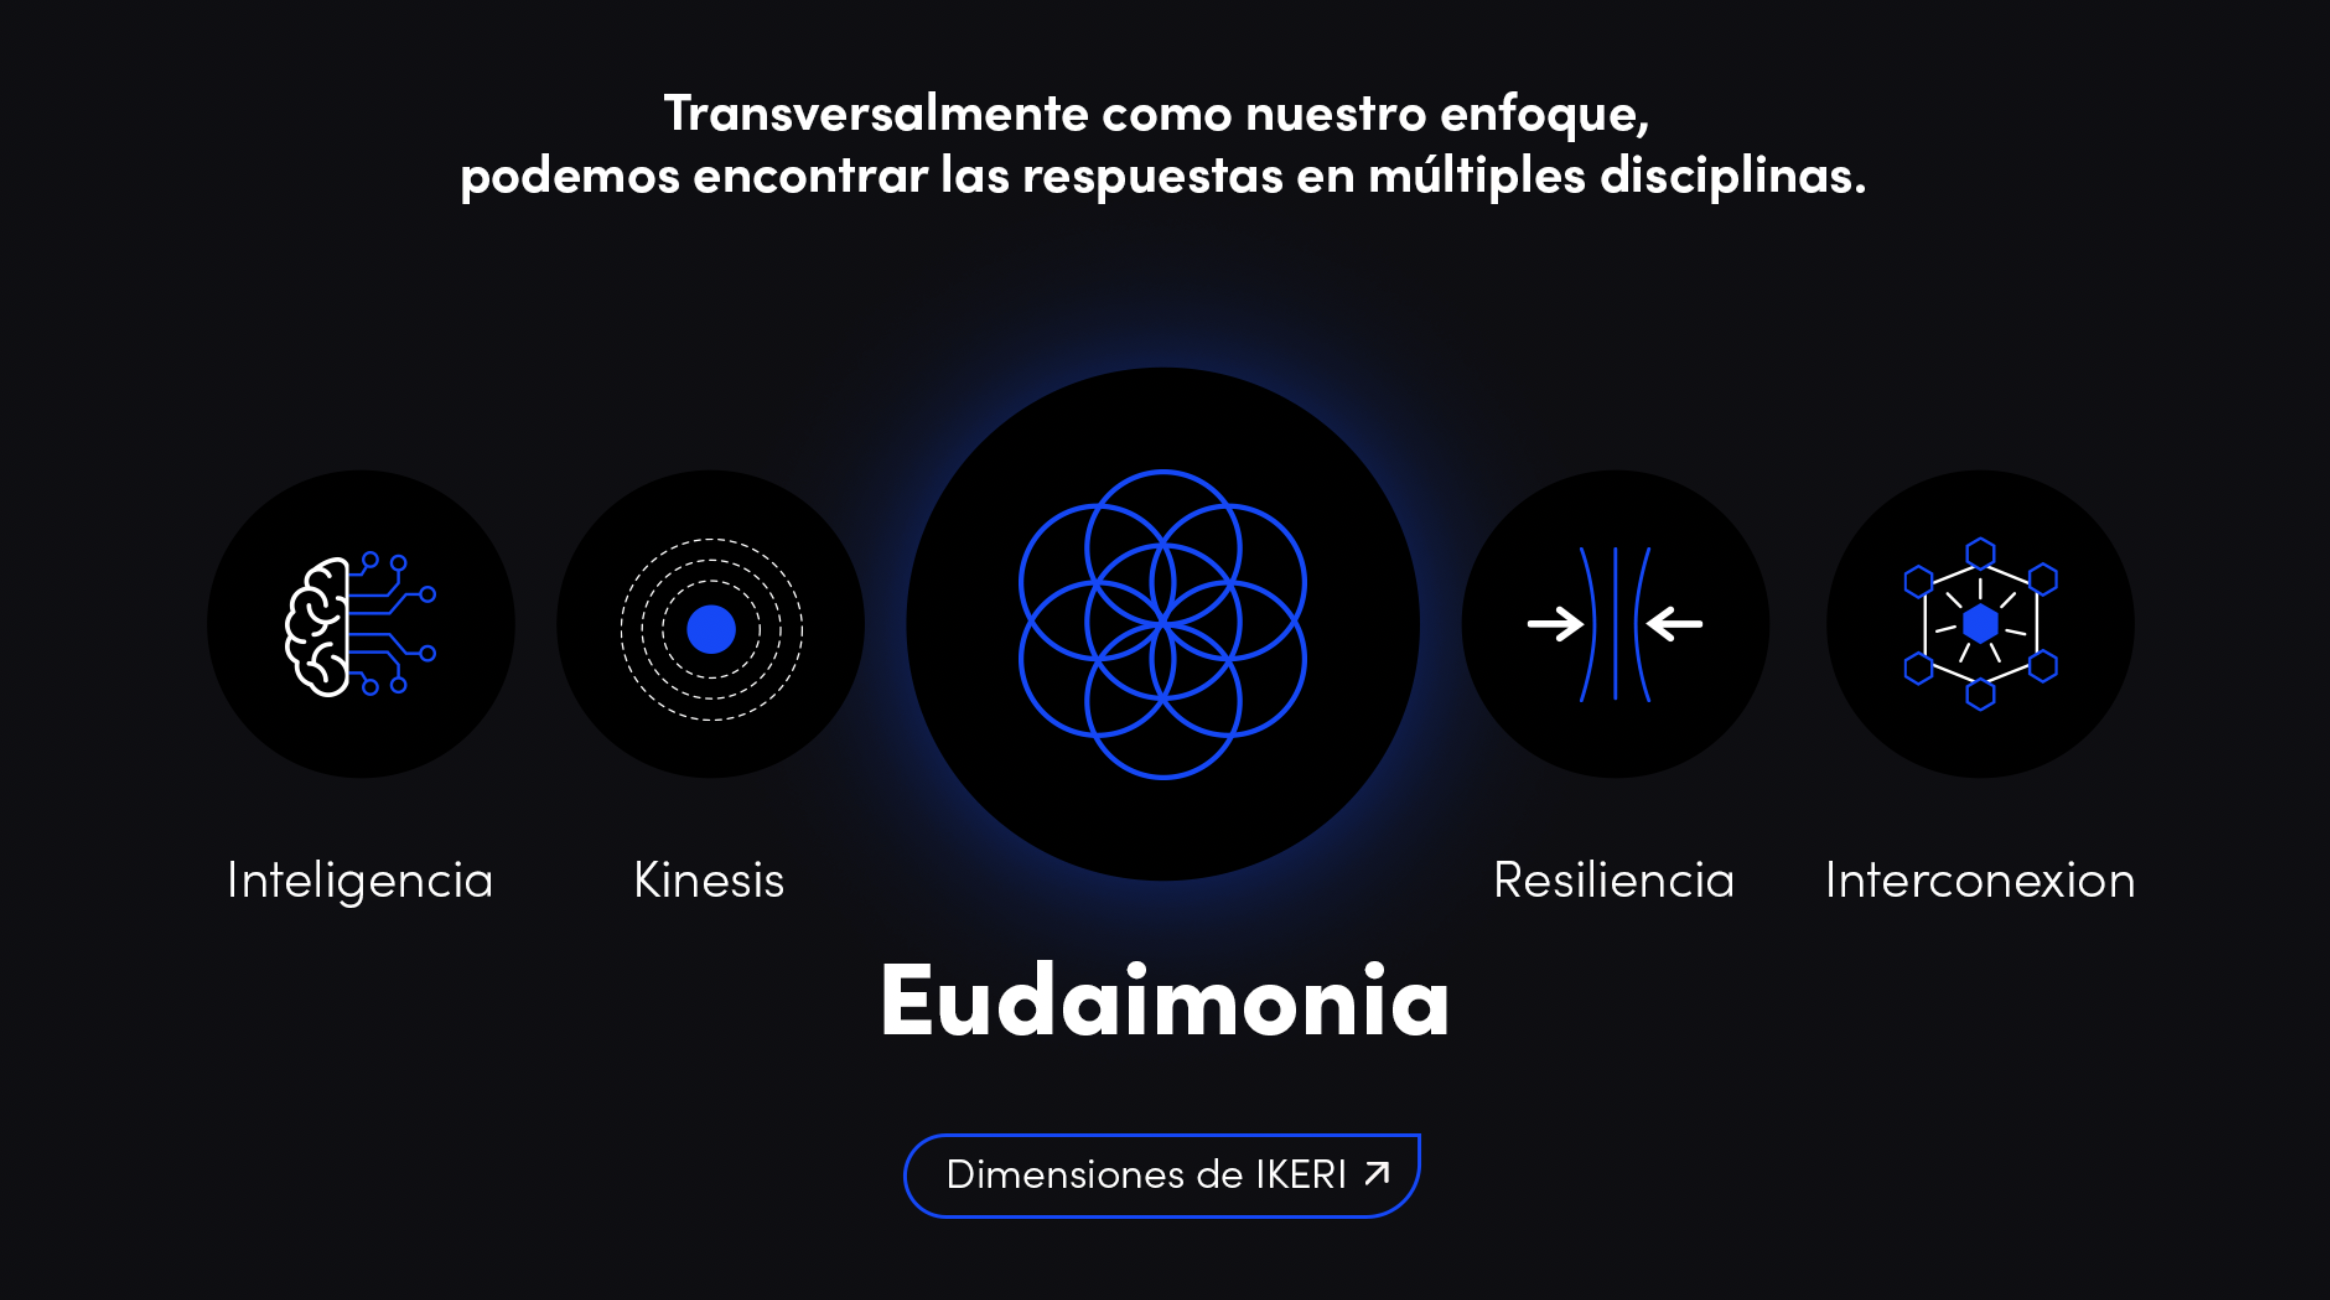 Transversalmente como nuestro enfoque,
podemos encontrar las respuestas en múltiples disciplinas.
Inteligencia
Kinesis
Eudaimonia
Resiliencia
Interconexion
Dimensiones de IKERI